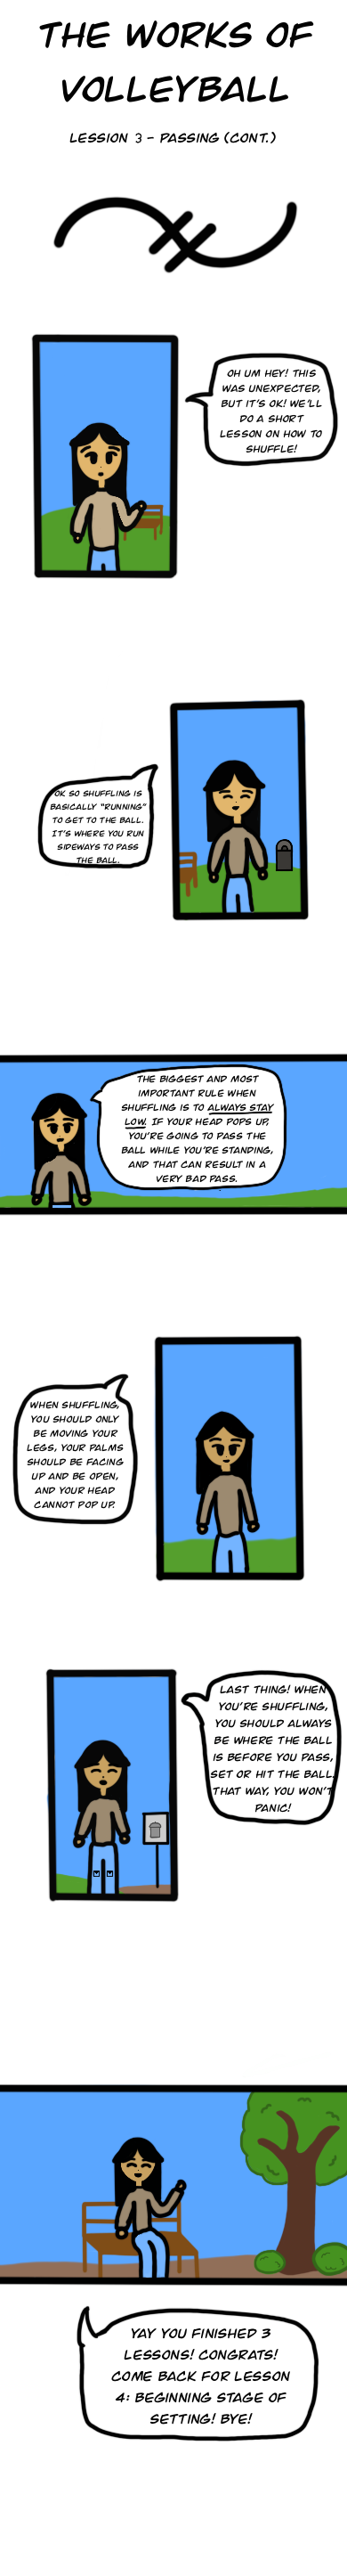 THE WORKS OF
VOLLEYBALL
LESSION 3 - PASSING (CONT.)
OH UM HEY! THIS
WAS UNEXPECTED,
BUT IT'S OK! WE'LL
DO A SHORT
LESSON ON HOW TO
SHUFFLE!
OK SO SHUFFLING IS
BASICALLY "RUNNING"
TO GET TO THE BALL.
IT'S WHERE YOU RUN
SIDEWAYS TO PASS
THE BALL.
THE BIGGEST AND MOST
IMPORTANT RULE WHEN
SHUFFLING IS TO ALWAYS STAY
LOW. IF YOUR HEAD POPS UP,
YOU'RE GOING TO PASS THE
BALL WHILE YOU'RE STANDING,
AND THAT CAN RESULT IN A
VERY BAD PASS.
WHEN SHUFFLING,
YOU SHOULD ONLY
BE MOVING YOUR
LEGS, YOUR PALMS
SHOULD BE FACING
UP AND BE OPEN,
AND YOUR HEAD
CANNOT POP UP.
LAST THING! WHEN
YOU'RE SHUFFLING,
YOU SHOULD ALWAYS
BE WHERE THE BALL
IS BEFORE YOU PASS,
SET OR HIT THE BALL.
THAT WAY, YOU WON'T
PANIC!
YAY YOU FINISHED 3
LESSONS! CONGRATS!
COME BACK FOR LESSON
4: BEGINNING STAGE OF
SETTING! BYE!